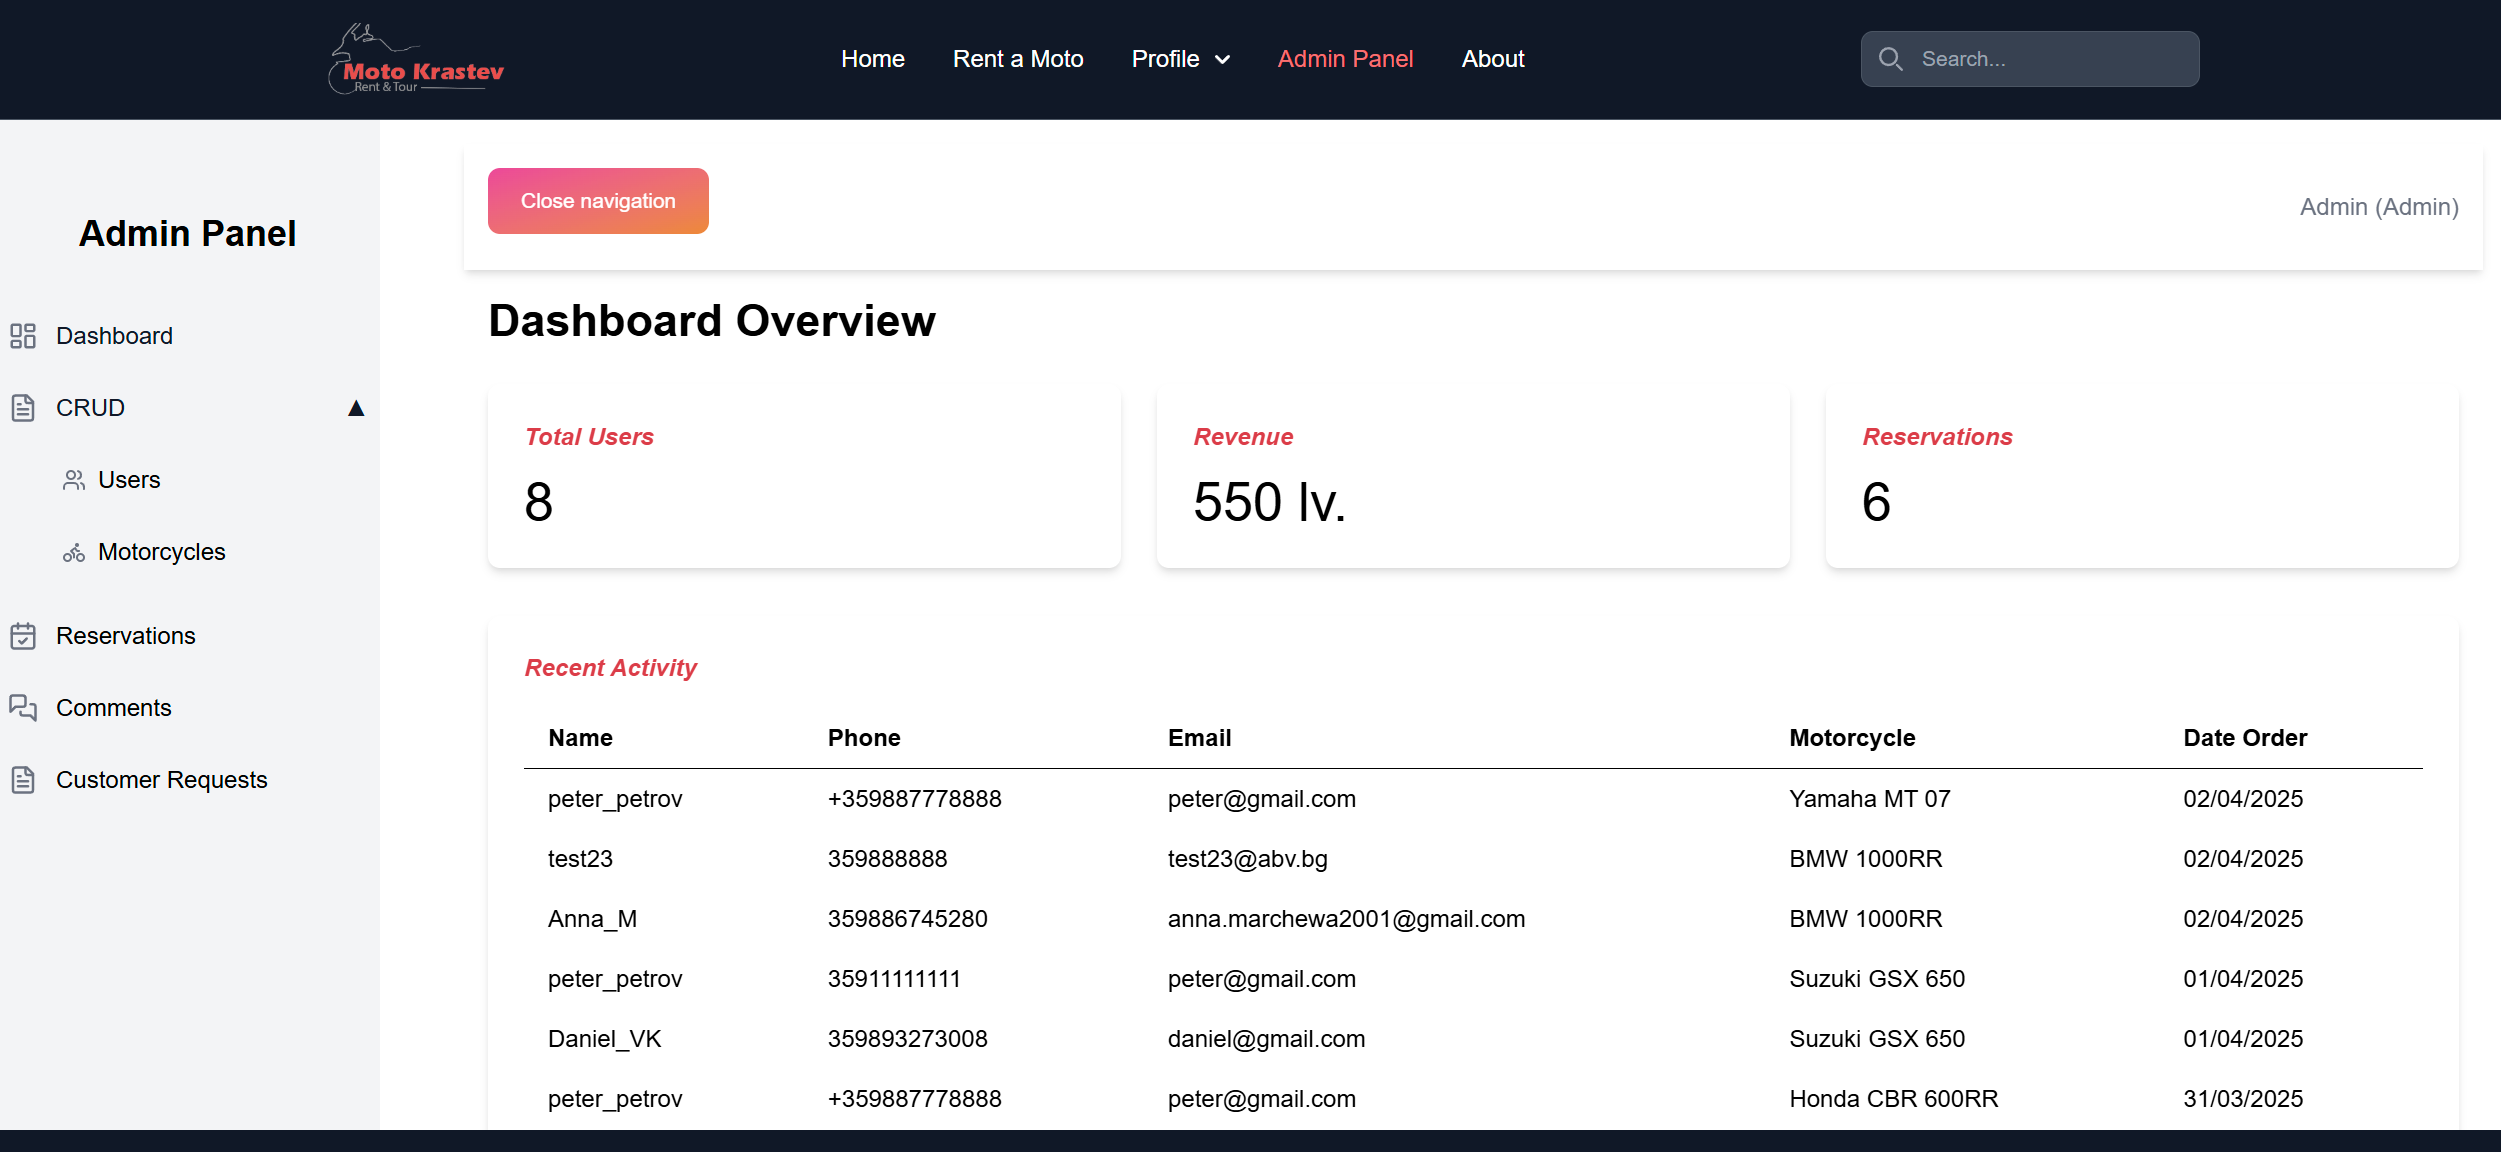 Moto Krastev
Rent & Tour
Home Rent a Moto Profile Admin Panel About
Search...
Admin Panel
Dashboard
CRUD ▲
Users
Motorcycles
Reservations
Comments
Customer Requests
Close navigation
Admin (Admin)
Dashboard Overview
Total Users
8
Revenue
550 lv.
Reservations
6
Recent Activity
Name Phone Email Motorcycle Date Order
peter_petrov +359887778888 peter@gmail.com Yamaha MT 07 02/04/2025
test23 359888888 test23@abv.bg BMW 1000RR 02/04/2025
Anna_M 359886745280 anna.marchewa2001@gmail.com BMW 1000RR 02/04/2025
peter_petrov 35911111111 peter@gmail.com Suzuki GSX 650 01/04/2025
Daniel_VK 359893273008 daniel@gmail.com Suzuki GSX 650 01/04/2025
peter_petrov +359887778888 peter@gmail.com Honda CBR 600RR 31/03/2025